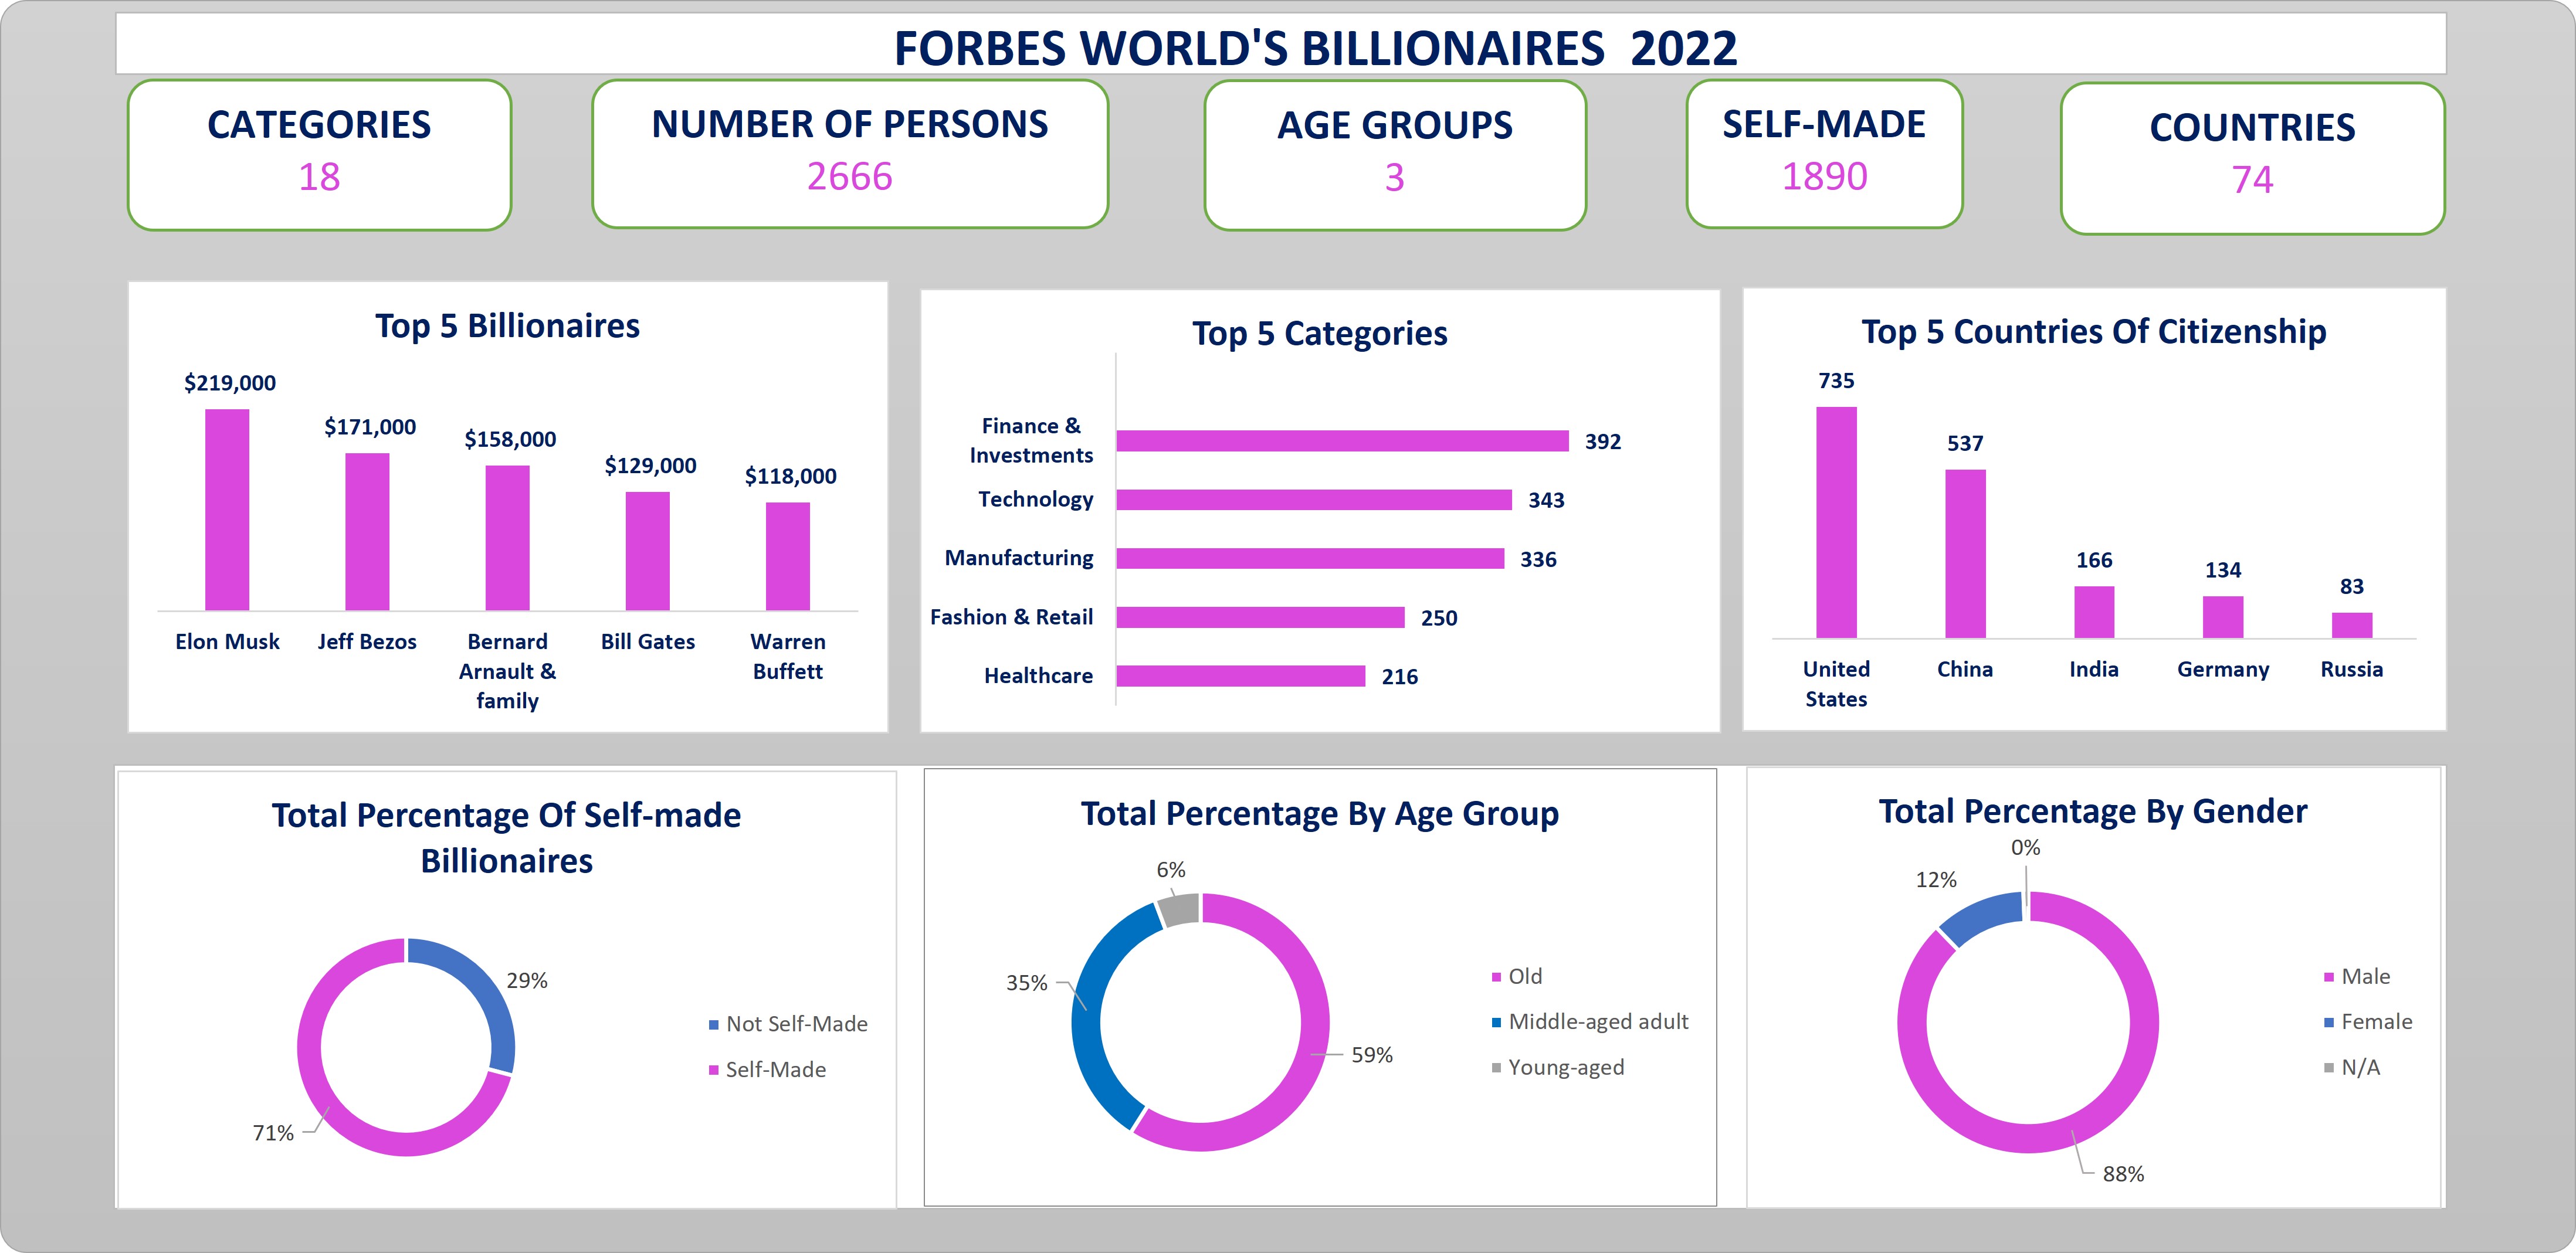 FORBES WORLD'S BILLIONAIRES 2022
CATEGORIES
18
NUMBER OF PERSONS
2666
AGE GROUPS
3
SELF-MADE
1890
COUNTRIES
74
Top 5 Billionaires
$219,000
$171,000
$158,000
$129,000
$118,000
Elon Musk
Jeff Bezos
Bernard
Arnault &
family
Bill Gates
Warren
Buffett
Top 5 Categories
Finance &
Investments
392
Technology
343
Manufacturing
336
Fashion & Retail
250
Healthcare
216
Top 5 Countries Of Citizenship
735
537
166
134
83
United
States
China
India
Germany
Russia
Total Percentage Of Self-made
Billionaires
29%
71%
Not Self-Made
Self-Made
Total Percentage By Age Group
6%
35%
59%
Old
Middle-aged adult
Young-aged
Total Percentage By Gender
0%
12%
88%
Male
Female
N/A